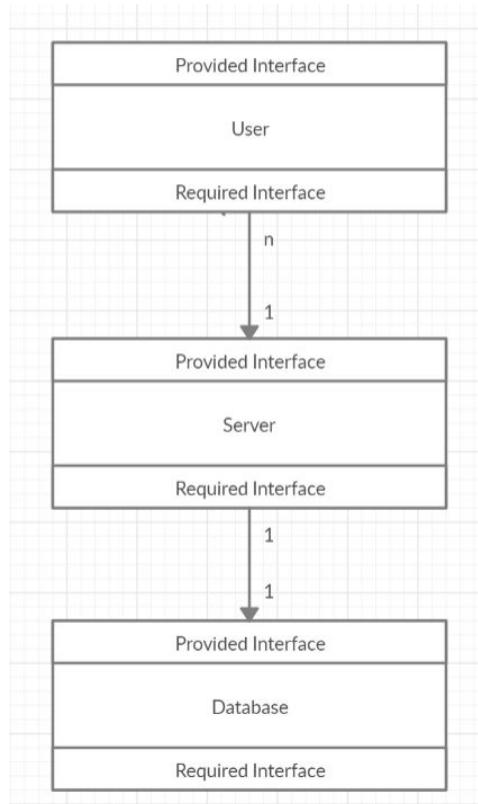 Provided Interface
User
Required Interface
n
1
Provided Interface
Server
Required Interface
1
1
Provided Interface
Database
Required Interface